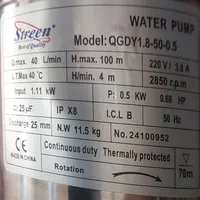 Streen
Best of Quality
WATER PUMP
Model: QGDY1.8-50-0.5
Q.max: 40 L/min H.max: 100 m 220 V/ 3.8 A
L.T.Max 40°C H.min: 4 m 2850 r.p.m
Input 1.11 kW P: 0.5 KW 0.68 HP
C: 25 μF IP X8 I.C.L B 50 Hz
Discharge 25 mm N.W 11.5 kg No: 24100952
Continuous duty Thermally Protected
Made in P.R.C
Rotation
70m